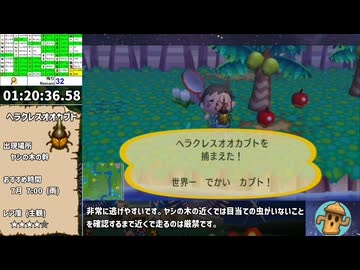 残り
Remains 32
01:20:36.58
ヘラクレスオオカブト
出現場所
ヤシの木の幹
おすすめ時間
7月 7:00 (雨)
レア度 (主観)
★★★★☆
ヘラクレスオオカブトを
捕まえた！
世界一 でかい カブト！
非常に逃げやすいです。ヤシの木の近くでは目当ての虫がいないこと
を確認するまで近くで走るのは厳禁です。